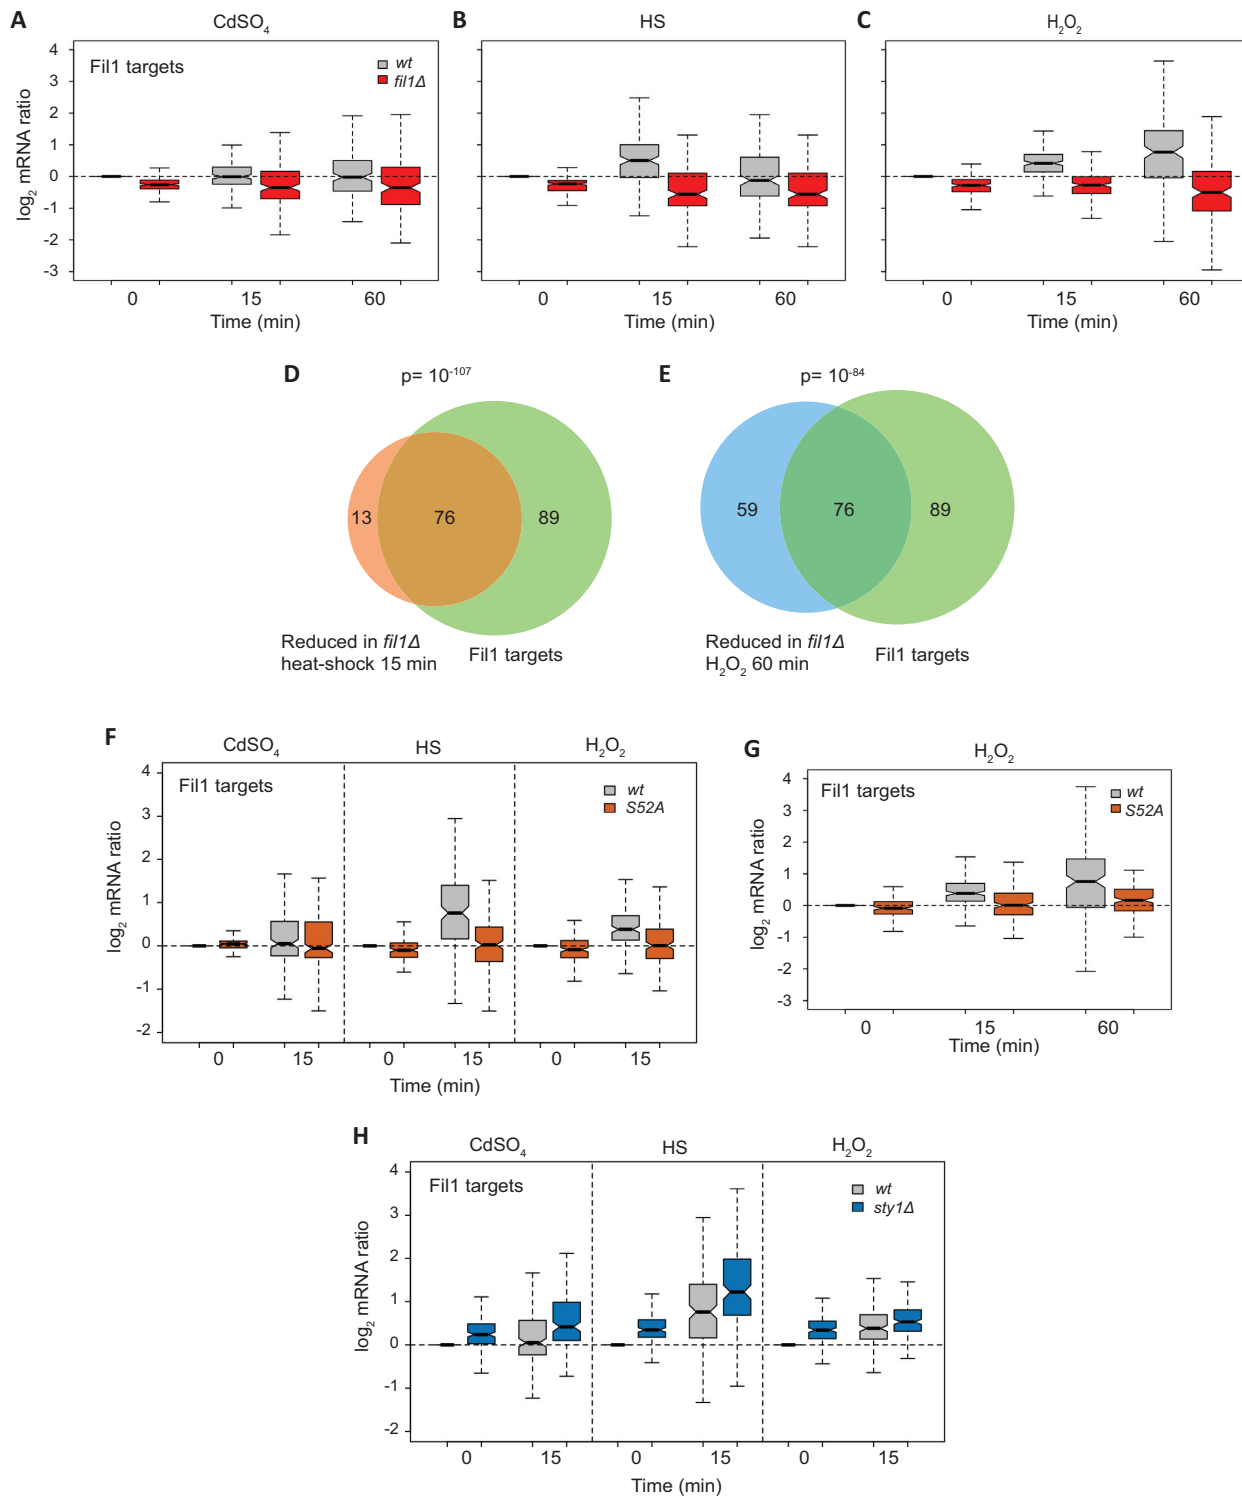 A
CdSO₄
B
HS
C
H₂O₂
Fil1 targets
wt
fil1Δ
log₂ mRNA ratio
4
3
2
1
0
-1
-2
-3
0 15 60
Time (min)
0 15 60
Time (min)
0 15 60
Time (min)
D
p= 10⁻¹⁰⁷
13 76 89
Reduced in fil1Δ
heat-shock 15 min
Fil1 targets
E
p= 10⁻⁸⁴
59 76 89
Reduced in fil1Δ
H₂O₂ 60 min
Fil1 targets
F
CdSO₄ HS H₂O₂
Fil1 targets
wt
S52A
log₂ mRNA ratio
4
3
2
1
0
-1
-2
0 15 0 15 0 15
Time (min)
G
H₂O₂
Fil1 targets
wt
S52A
log₂ mRNA ratio
4
3
2
1
0
-1
-2
-3
0 15 60
Time (min)
H
CdSO₄ HS H₂O₂
Fil1 targets
wt
sty1Δ
log₂ mRNA ratio
4
3
2
1
0
-1
-2
0 15 0 15 0 15
Time (min)